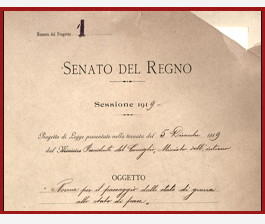 Numero del Progetto. 1
SENATO DEL REGNO
Sessione 1919
Progetto di Legge presentato nella tornata del 5 Dicembre 1919
dal Ministro Presidente del Consiglio, Ministro dell'interno
OGGETTO
"Norme per il passaggio dallo stato di guerra
allo stato di pace.